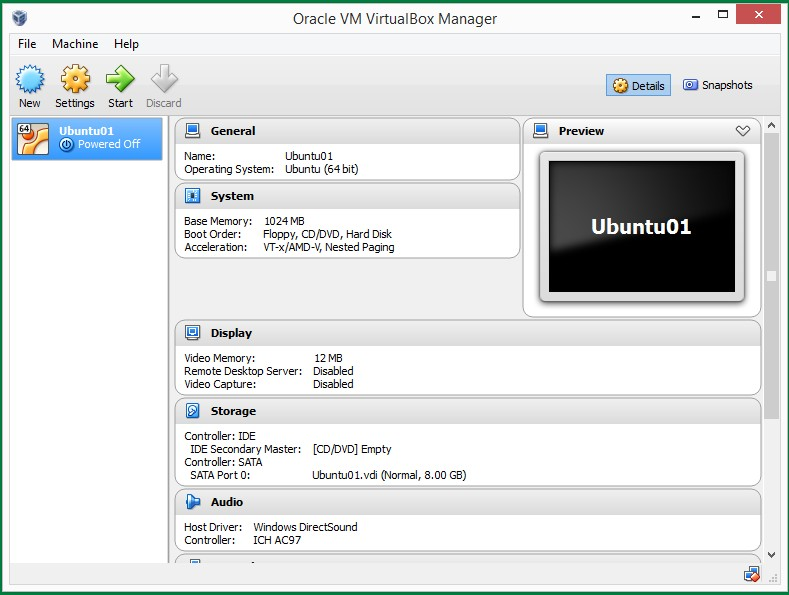 Oracle VM VirtualBox Manager
File Machine Help
New Settings Start Discard
Details Snapshots
64
Ubuntu01
Powered Off
General
Name: Ubuntu01
Operating System: Ubuntu (64 bit)
System
Base Memory: 1024 MB
Boot Order: Floppy, CD/DVD, Hard Disk
Acceleration: VT-x/AMD-V, Nested Paging
Preview
Ubuntu01
Display
Video Memory: 12 MB
Remote Desktop Server: Disabled
Video Capture: Disabled
Storage
Controller: IDE
IDE Secondary Master: [CD/DVD] Empty
Controller: SATA
SATA Port 0: Ubuntu01.vdi (Normal, 8.00 GB)
Audio
Host Driver: Windows DirectSound
Controller: ICH AC97